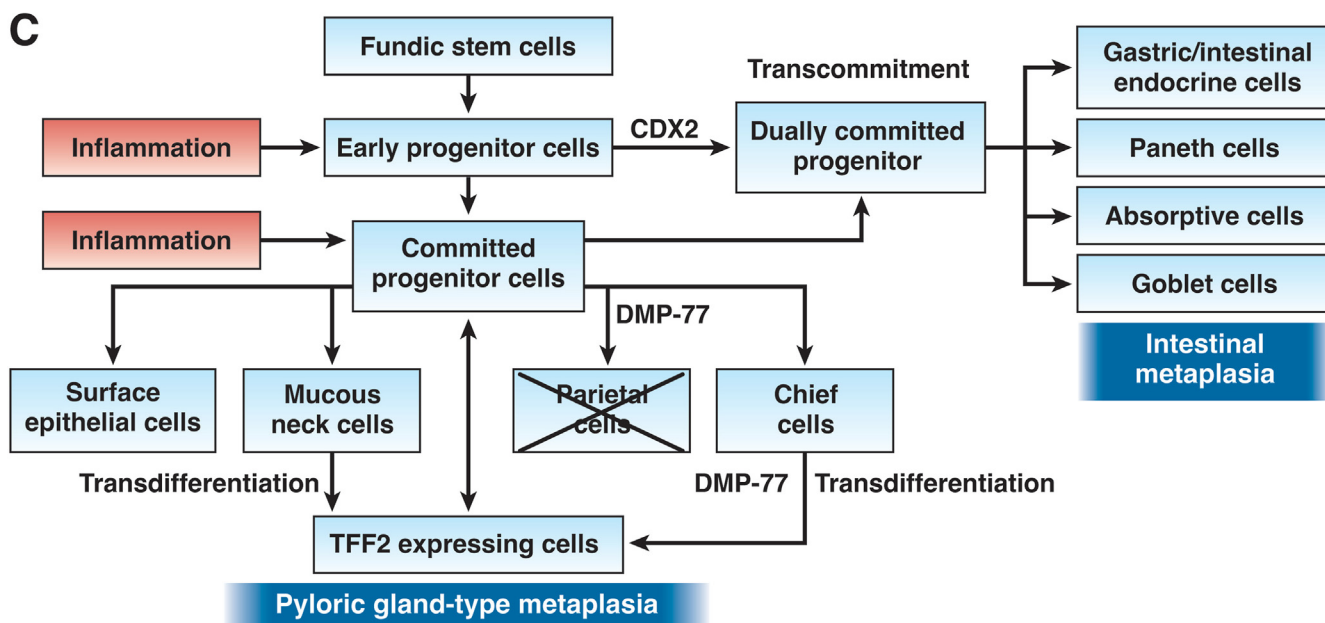 C
Fundic stem cells
Transcommitment
Gastric/intestinal
endocrine cells
Inflammation
Early progenitor cells
CDX2
Dually committed
progenitor
Paneth cells
Inflammation
Committed
progenitor cells
Absorptive cells
Goblet cells
DMP-77
Intestinal
metaplasia
Surface
epithelial cells
Mucous
neck cells
Parietal
cells
Chief
cells
Transdifferentiation
DMP-77
Transdifferentiation
TFF2 expressing cells
Pyloric gland-type metaplasia